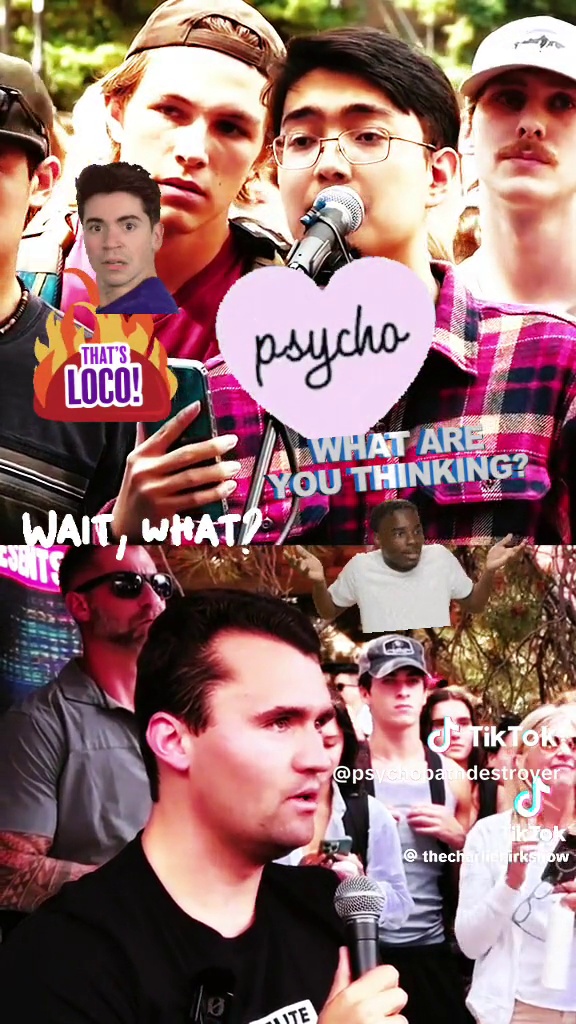 THAT'S
LOCO!
psycho
WHAT ARE
YOU THINKING?
WAIT, WHAT?
TikTok
@psychopathdestroyer
TikTok
@thecharliekirkshow